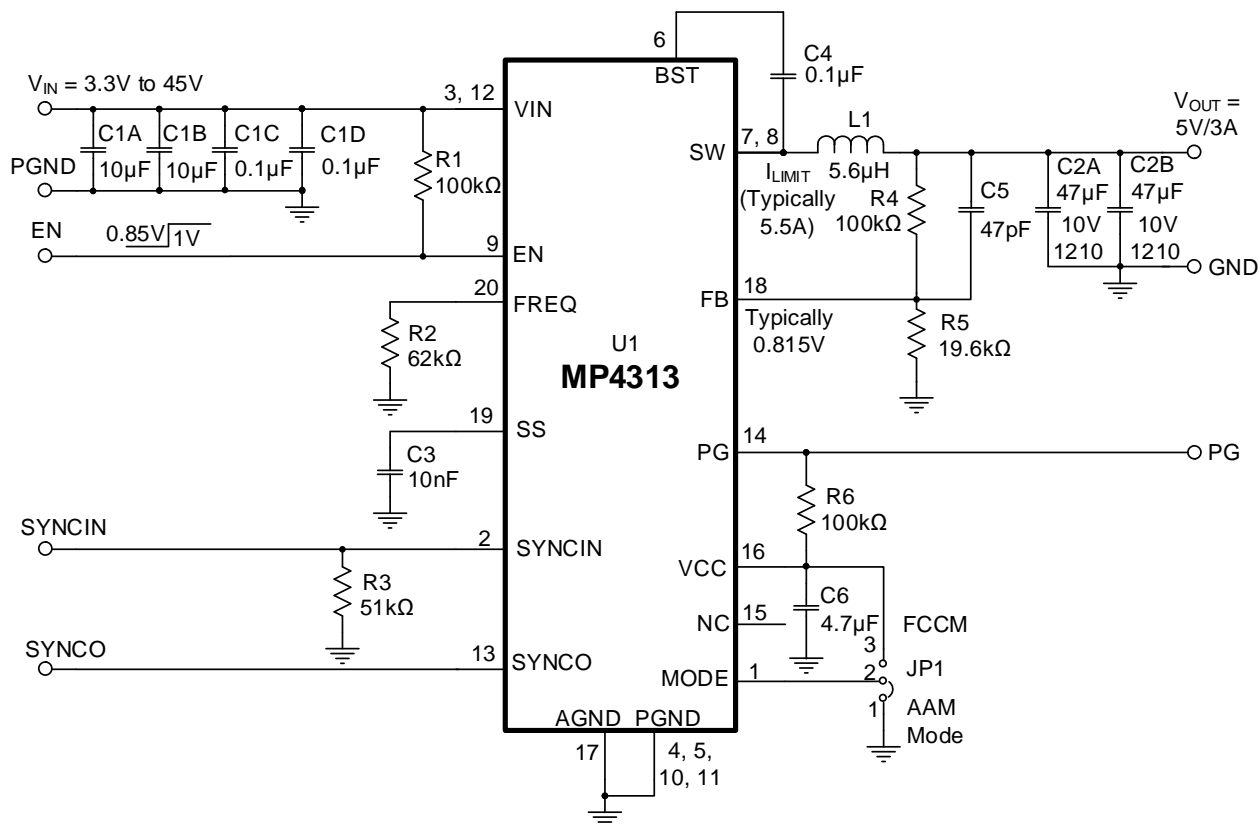 VIN = 3.3V to 45V
3, 12
VIN
C1A
10µF
C1B
10µF
C1C
0.1µF
C1D
0.1µF
PGND
R1
100kΩ
EN
0.85V
1V
9
EN
20
FREQ
R2
62kΩ
19
SS
C3
10nF
SYNCIN
2
SYNCIN
R3
51kΩ
SYNCO
13
SYNCO
AGND
PGND
17
4, 5,
10, 11
U1
MP4313
6
BST
C4
0.1µF
7, 8
SW
L1
5.6µH
ILIMIT
(Typically
5.5A)
VOUT =
5V/3A
R4
100kΩ
C5
47pF
C2A
47µF
10V
1210
C2B
47µF
10V
1210
GND
18
FB
Typically
0.815V
R5
19.6kΩ
14
PG
PG
R6
100kΩ
16
VCC
C6
4.7µF
15
NC
FCCM
3
JP1
2
1
MODE
1
AAM
Mode